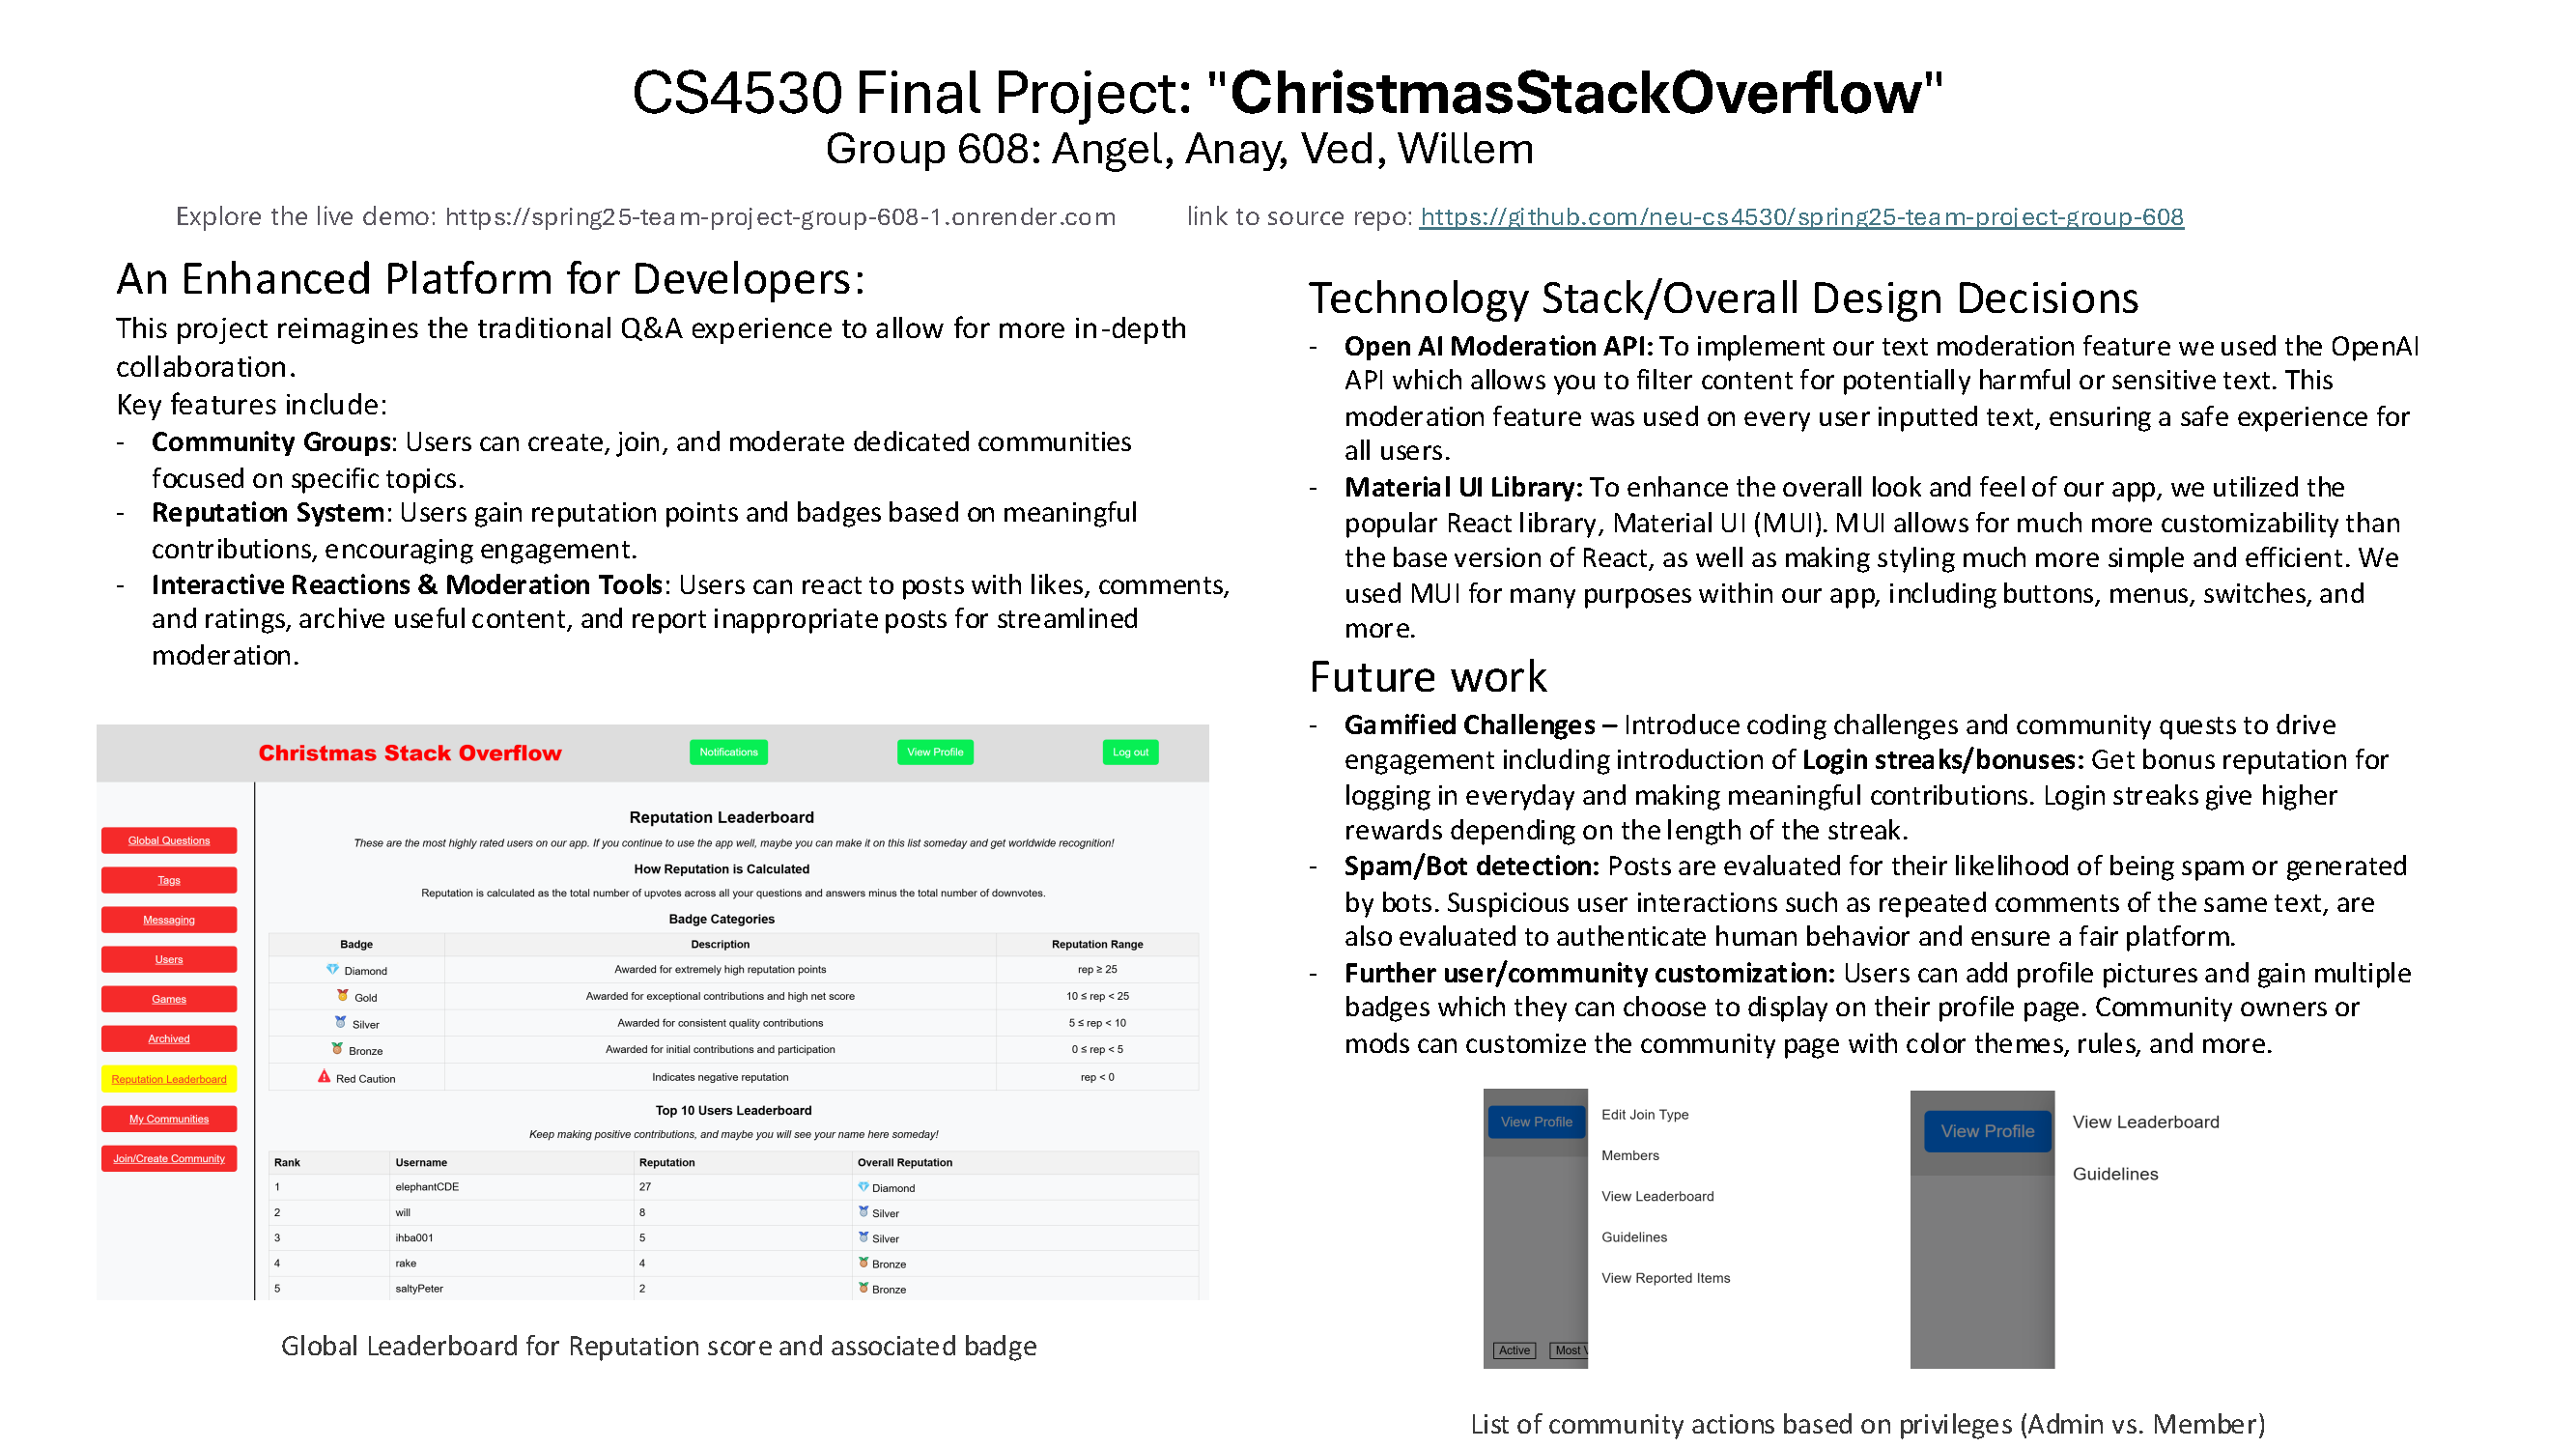 CS4530 Final Project: "ChristmasStackOverflow"
Group 608: Angel, Anay, Ved, Willem
Explore the live demo: https://spring25-team-project-group-608-1.onrender.com
link to source repo: https://github.com/neu-cs4530/spring25-team-project-group-608
An Enhanced Platform for Developers:
This project reimagines the traditional Q&A experience to allow for more in-depth
collaboration.
Key features include:
- Community Groups: Users can create, join, and moderate dedicated communities
focused on specific topics.
- Reputation System: Users gain reputation points and badges based on meaningful
contributions, encouraging engagement.
- Interactive Reactions & Moderation Tools: Users can react to posts with likes, comments,
and ratings, archive useful content, and report inappropriate posts for streamlined
moderation.
Christmas Stack Overflow
Notifications
View Profile
Log out
Global Questions
Tags
Messaging
Users
Games
Archived
Reputation Leaderboard
My Communities
Join/Create Community
Reputation Leaderboard
These are the most highly rated users on our app. If you continue to use the app well, maybe you can make it on this list someday and get worldwide recognition!
How Reputation is Calculated
Reputation is calculated as the total number of upvotes across all your questions and answers minus the total number of downvotes.
Badge Categories
Badge Description Reputation Range
Diamond Awarded for extremely high reputation points rep ≥ 25
Gold Awarded for exceptional contributions and high net score 10 ≤ rep < 25
Silver Awarded for consistent quality contributions 5 ≤ rep < 10
Bronze Awarded for initial contributions and participation 0 ≤ rep < 5
Red Caution Indicates negative reputation rep < 0
Top 10 Users Leaderboard
Keep making positive contributions, and maybe you will see your name here someday!
Rank Username Reputation Overall Reputation
1 elephantCDE 27 Diamond
2 will 8 Silver
3 ihba001 5 Silver
4 rake 4 Bronze
5 saltyPeter 2 Bronze
Global Leaderboard for Reputation score and associated badge
Technology Stack/Overall Design Decisions
- Open AI Moderation API: To implement our text moderation feature we used the OpenAI
API which allows you to filter content for potentially harmful or sensitive text. This
moderation feature was used on every user inputted text, ensuring a safe experience for
all users.
- Material UI Library: To enhance the overall look and feel of our app, we utilized the
popular React library, Material UI (MUI). MUI allows for much more customizability than
the base version of React, as well as making styling much more simple and efficient. We
used MUI for many purposes within our app, including buttons, menus, switches, and
more.
Future work
- Gamified Challenges – Introduce coding challenges and community quests to drive
engagement including introduction of Login streaks/bonuses: Get bonus reputation for
logging in everyday and making meaningful contributions. Login streaks give higher
rewards depending on the length of the streak.
- Spam/Bot detection: Posts are evaluated for their likelihood of being spam or generated
by bots. Suspicious user interactions such as repeated comments of the same text, are
also evaluated to authenticate human behavior and ensure a fair platform.
- Further user/community customization: Users can add profile pictures and gain multiple
badges which they can choose to display on their profile page. Community owners or
mods can customize the community page with color themes, rules, and more.
View Profile
Edit Join Type
Members
View Leaderboard
Guidelines
View Reported Items
Active
Most
View Profile
View Leaderboard
Guidelines
List of community actions based on privileges (Admin vs. Member)